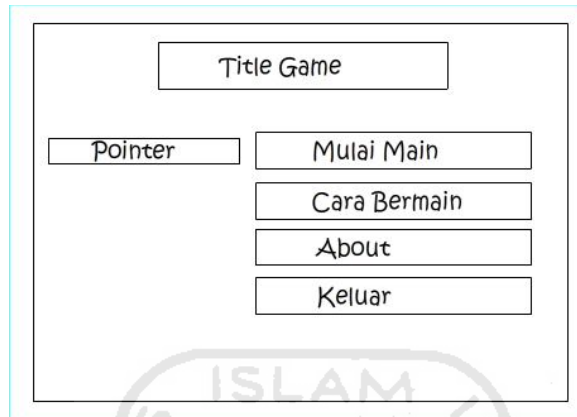 Title Game
Pointer
Mulai Main
Cara Bermain
About
Keluar
ISLAM